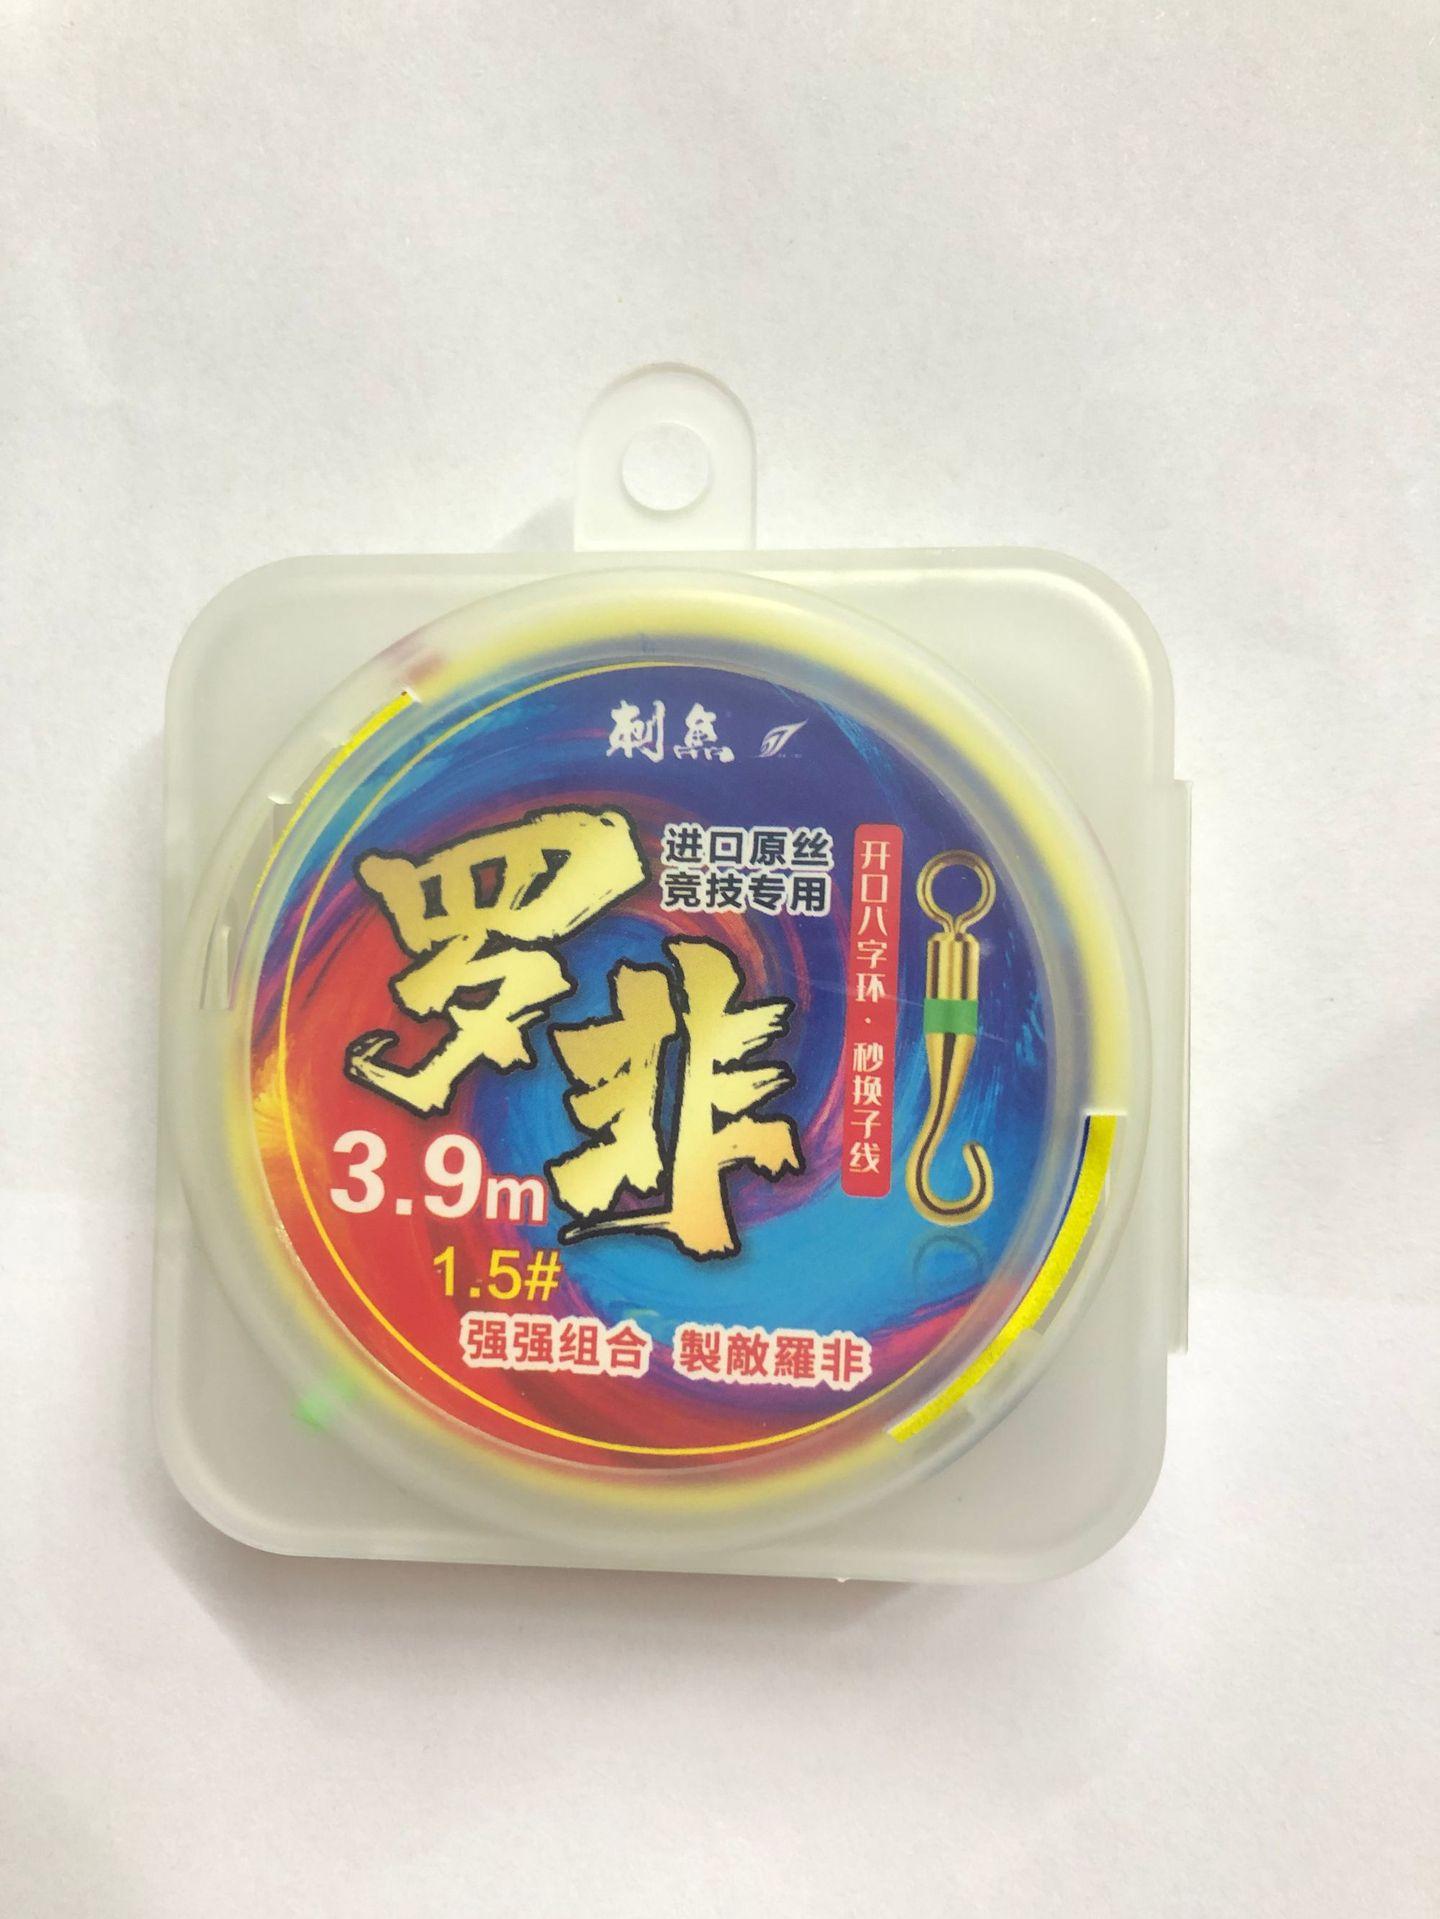 刺魚
进口原丝
竞技专用
开口八字环·秒换子线
罗非
3.9m
1.5#
强强组合 製敵羅非